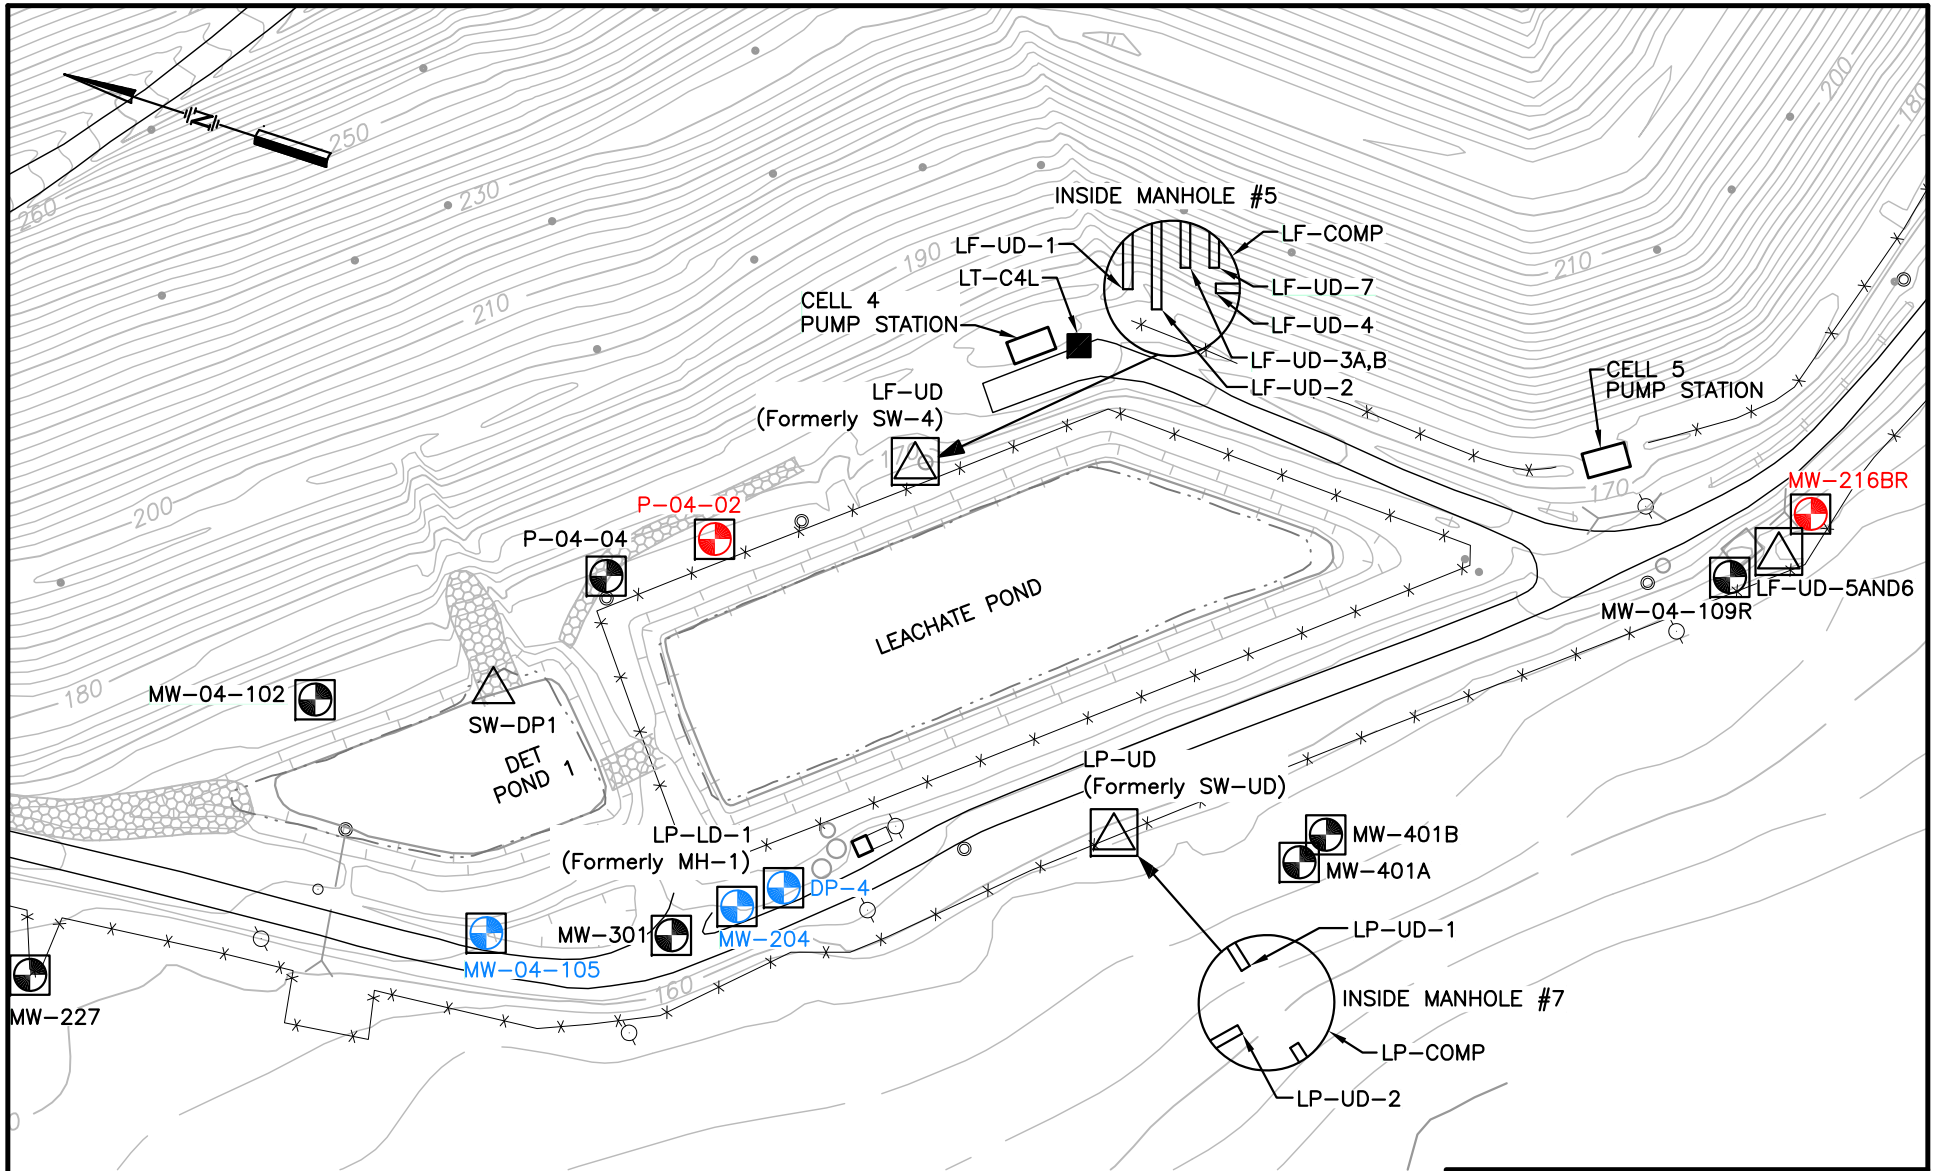 N
250
260
230
210
190
200
180
200
180
210
170
170
160
0
INSIDE MANHOLE #5
LF-UD-1
LF-COMP
LT-C4L
LF-UD-7
CELL 4
PUMP STATION
LF-UD-4
LF-UD-3A,B
LF-UD-2
LF-UD
(Formerly SW-4)
CELL 5
PUMP STATION
MW-216BR
P-04-02
P-04-04
LEACHATE POND
LF-UD-5AND6
MW-04-109R
MW-04-102
SW-DP1
DET
POND 1
LP-UD
(Formerly SW-UD)
LP-LD-1
(Formerly MH-1)
MW-401B
MW-401A
DP-4
MW-301
MW-204
MW-04-105
MW-227
LP-UD-1
INSIDE MANHOLE #7
LP-COMP
LP-UD-2